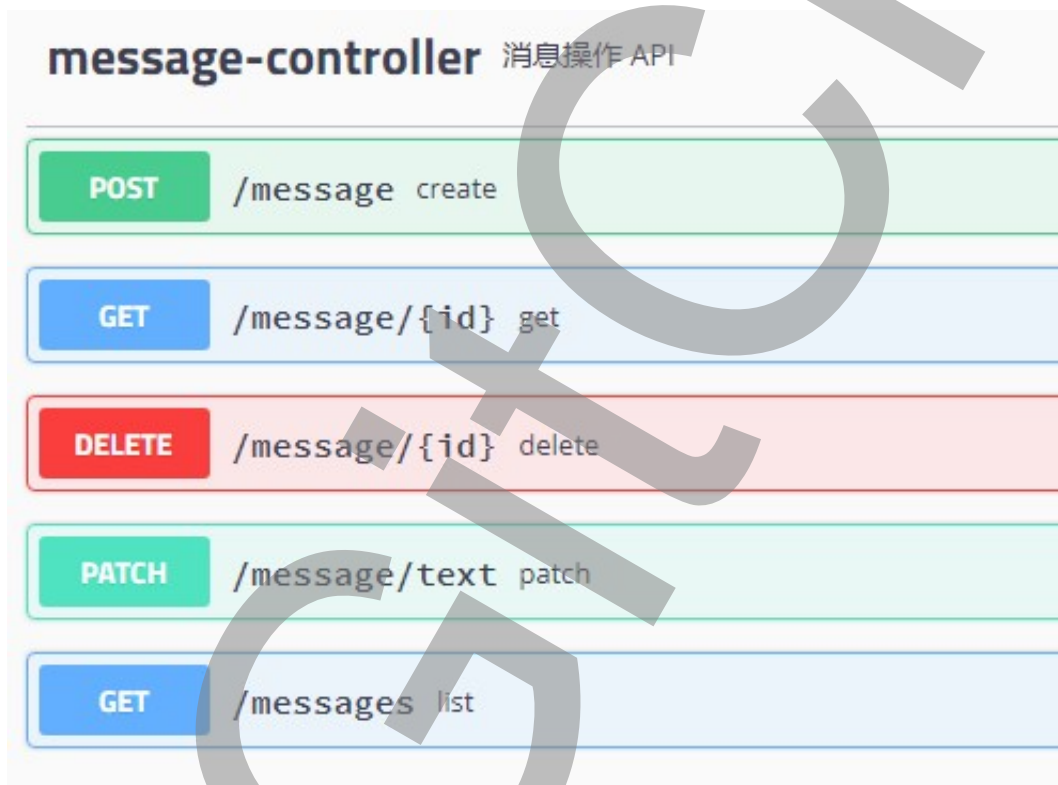 message-controller 消息操作 API
POST /message create
GET /message/{id} get
DELETE /message/{id} delete
PATCH /message/text patch
GET /messages list